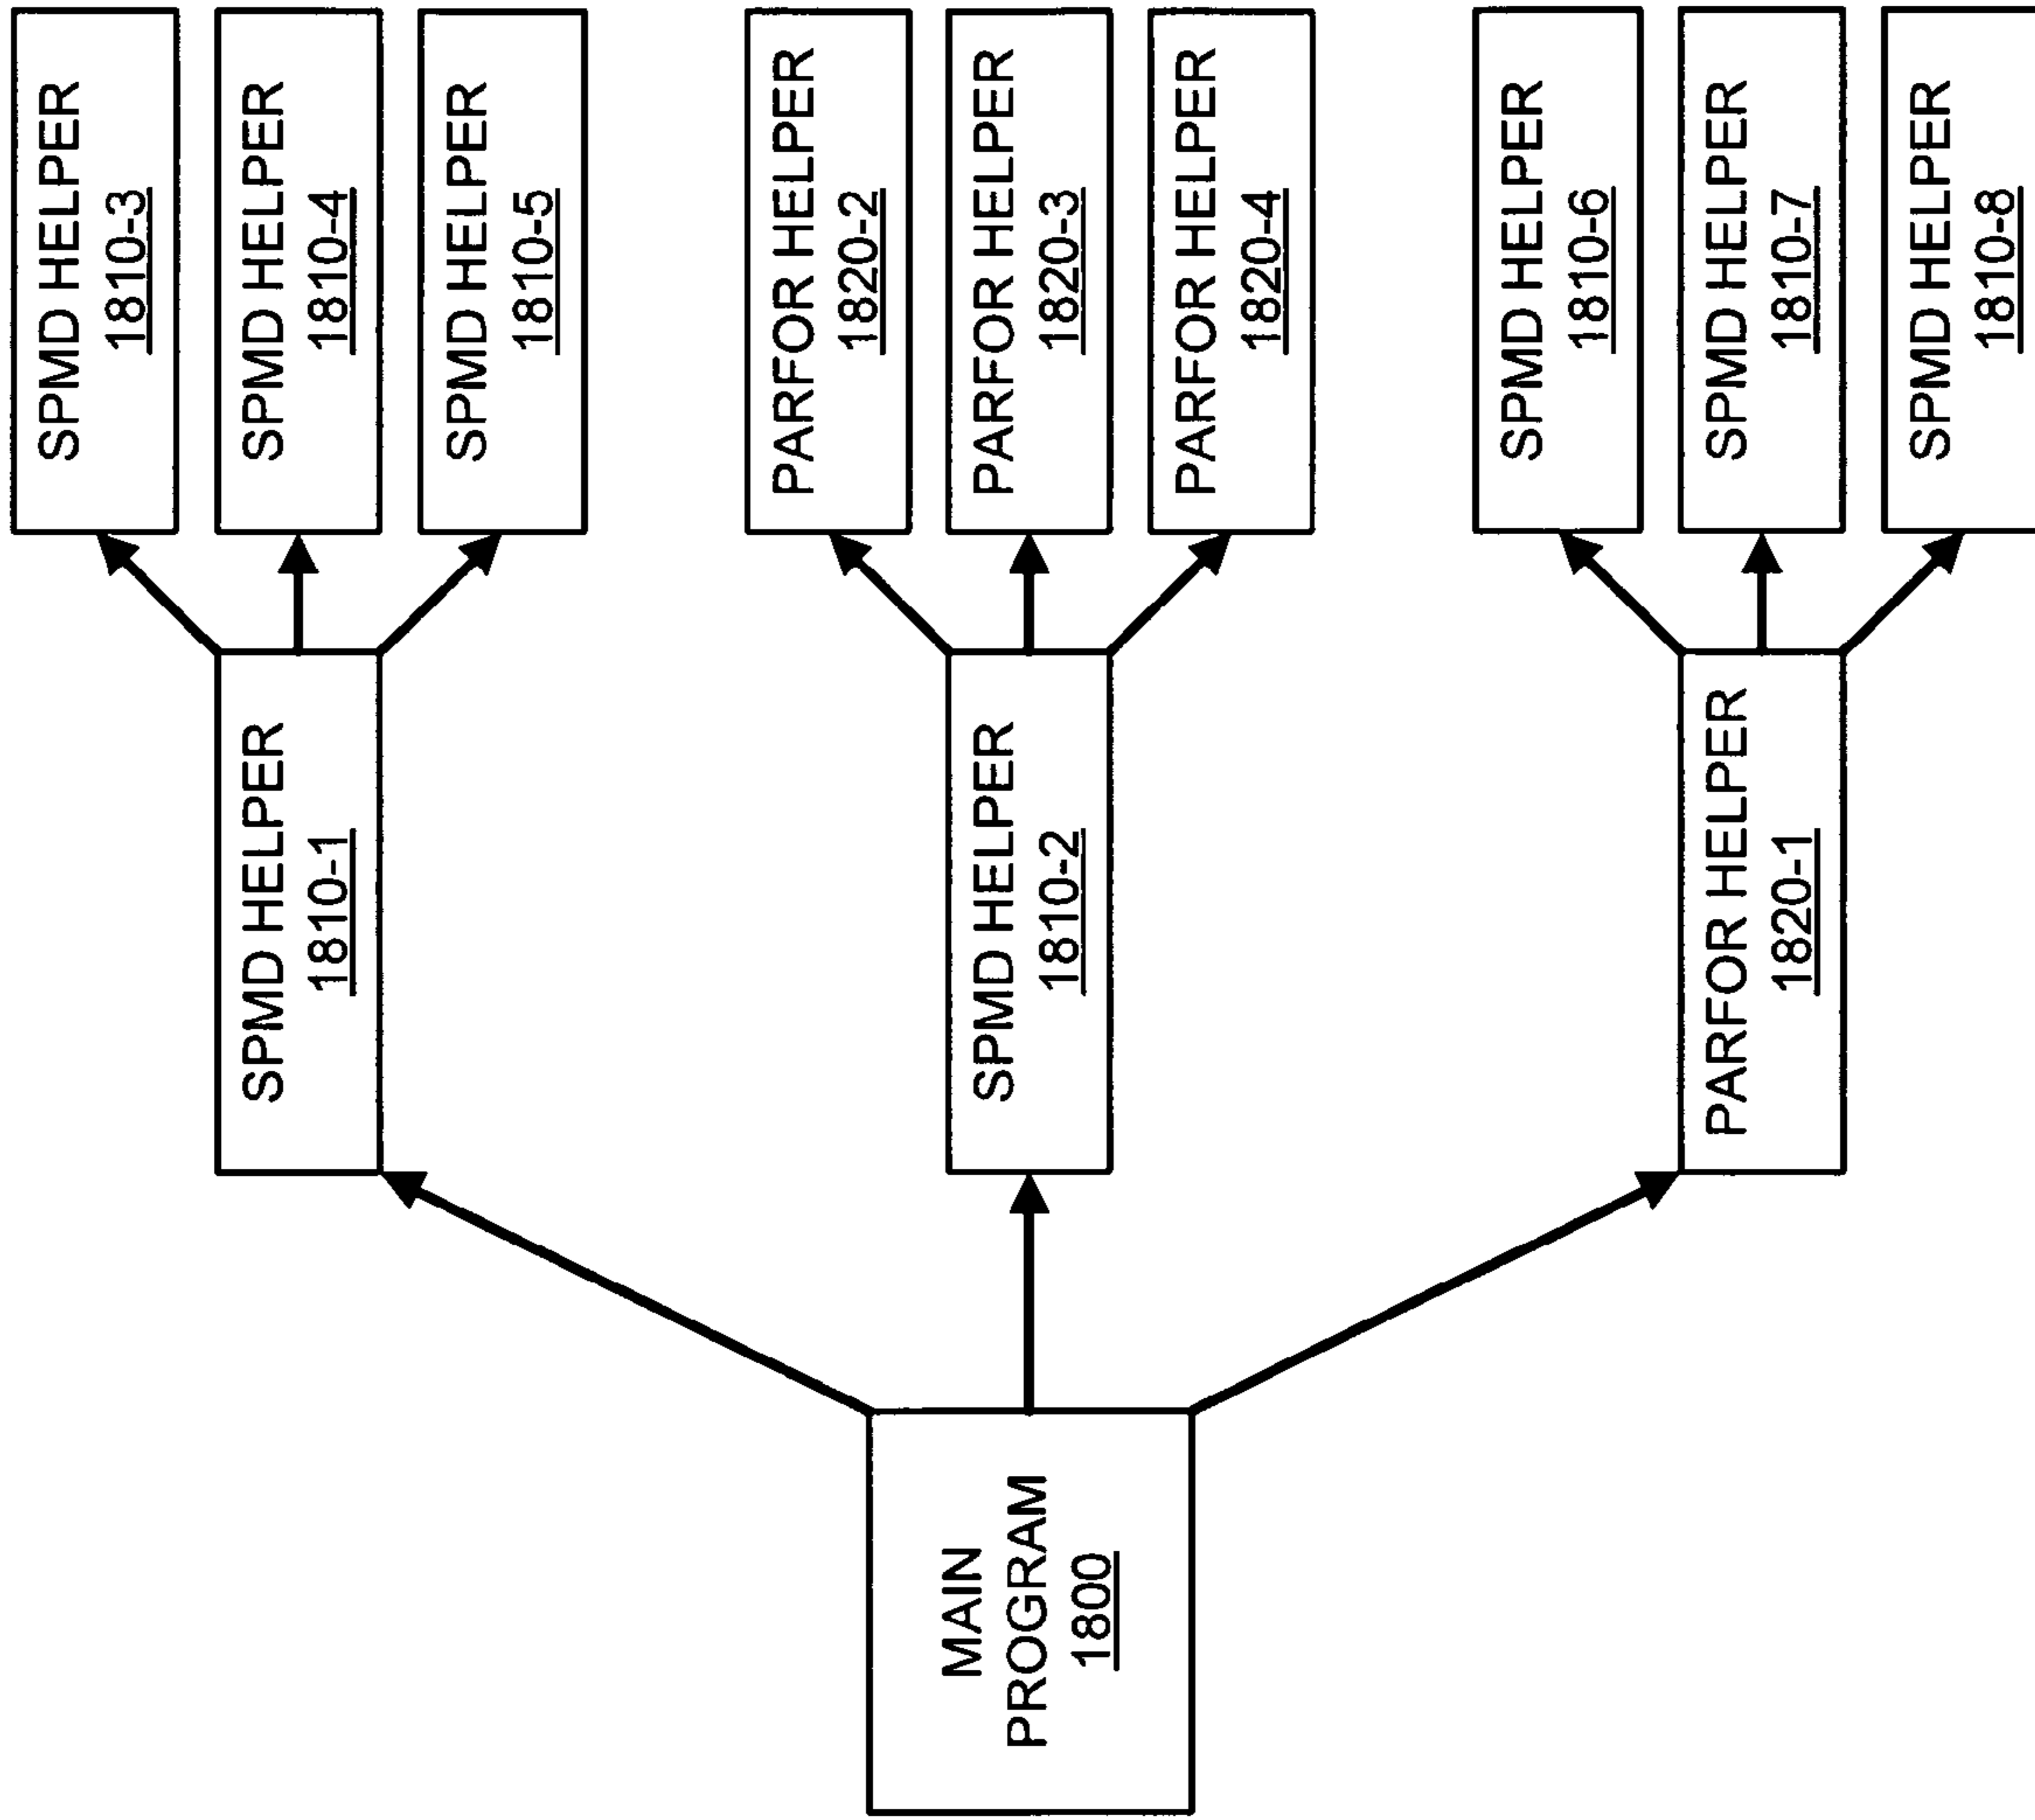 MAIN
PROGRAM
1800
SPMD HELPER
1810-1
SPMD HELPER
1810-2
PARFOR HELPER
1820-1
SPMD HELPER
1810-3
SPMD HELPER
1810-4
SPMD HELPER
1810-5
PARFOR HELPER
1820-2
PARFOR HELPER
1820-3
PARFOR HELPER
1820-4
SPMD HELPER
1810-6
SPMD HELPER
1810-7
SPMD HELPER
1810-8